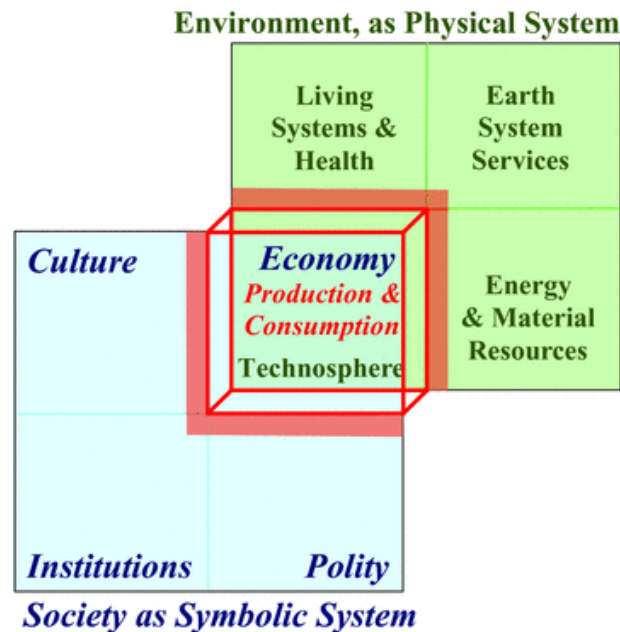 Environment, as Physical System
Living
Systems &
Health
Earth
System
Services
Culture
Economy
Production &
Consumption
Technosphere
Energy
& Material
Resources
Institutions
Polity
Society as Symbolic System